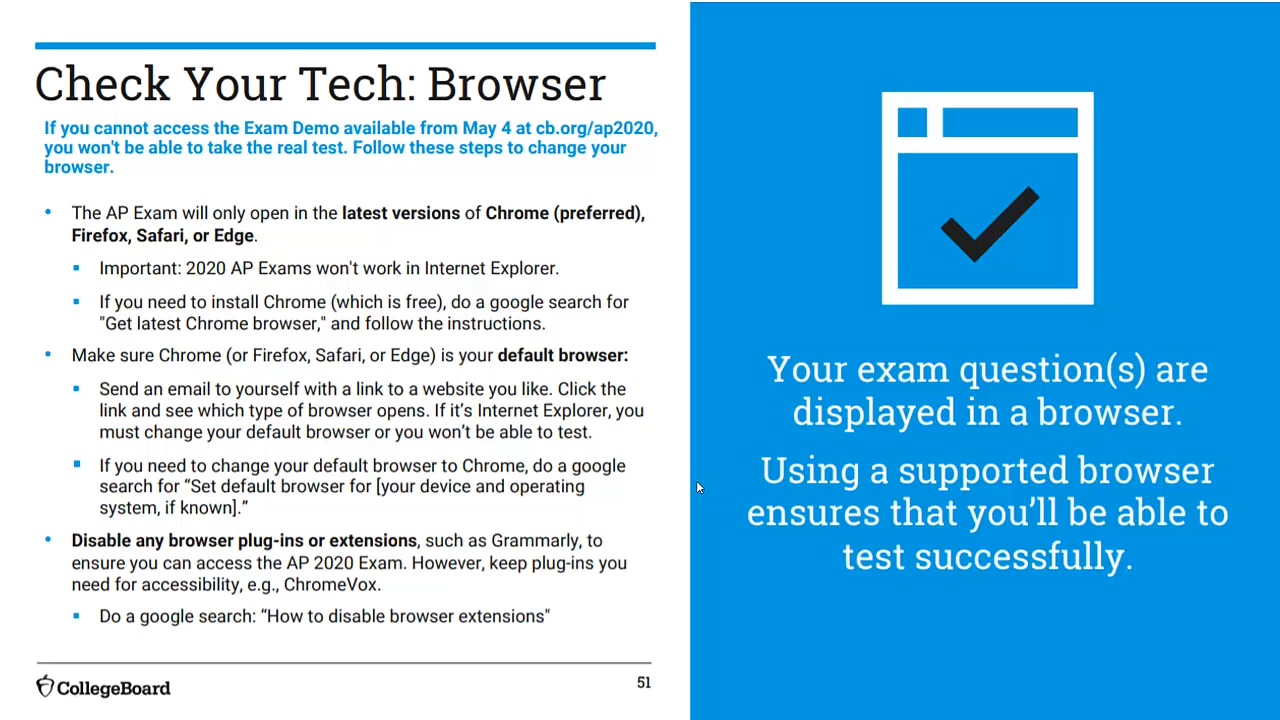 Check Your Tech: Browser
If you cannot access the Exam Demo available from May 4 at cb.org/ap2020,
you won't be able to take the real test. Follow these steps to change your
browser.
• The AP Exam will only open in the latest versions of Chrome (preferred),
Firefox, Safari, or Edge.
▪ Important: 2020 AP Exams won't work in Internet Explorer.
▪ If you need to install Chrome (which is free), do a google search for
"Get latest Chrome browser," and follow the instructions.
• Make sure Chrome (or Firefox, Safari, or Edge) is your default browser:
▪ Send an email to yourself with a link to a website you like. Click the
link and see which type of browser opens. If it’s Internet Explorer, you
must change your default browser or you won’t be able to test.
▪ If you need to change your default browser to Chrome, do a google
search for “Set default browser for [your device and operating
system, if known].”
• Disable any browser plug-ins or extensions, such as Grammarly, to
ensure you can access the AP 2020 Exam. However, keep plug-ins you
need for accessibility, e.g., ChromeVox.
▪ Do a google search: “How to disable browser extensions"
CollegeBoard
51
Your exam question(s) are
displayed in a browser.
Using a supported browser
ensures that you’ll be able to
test successfully.